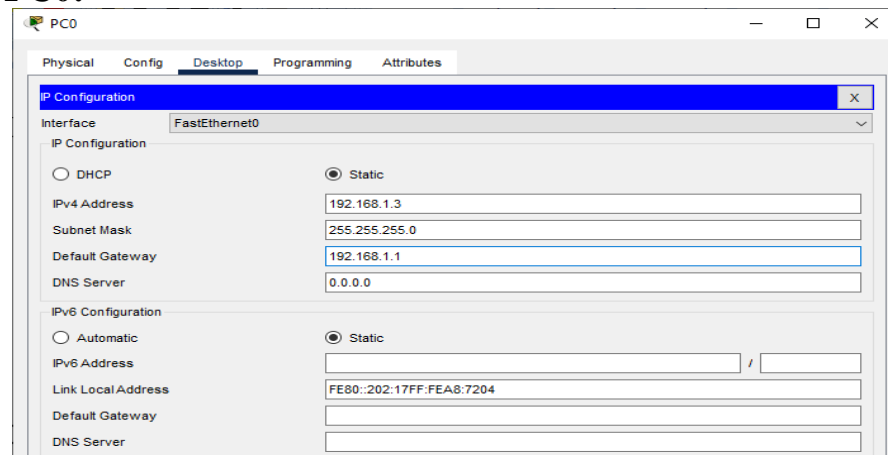 PC0
Physical Config Desktop Programming Attributes
IP Configuration X
Interface FastEthernet0
IP Configuration
DHCP Static
IPv4 Address 192.168.1.3
Subnet Mask 255.255.255.0
Default Gateway 192.168.1.1
DNS Server 0.0.0.0
IPv6 Configuration
Automatic Static
IPv6 Address /
Link Local Address FE80::202:17FF:FEA8:7204
Default Gateway
DNS Server